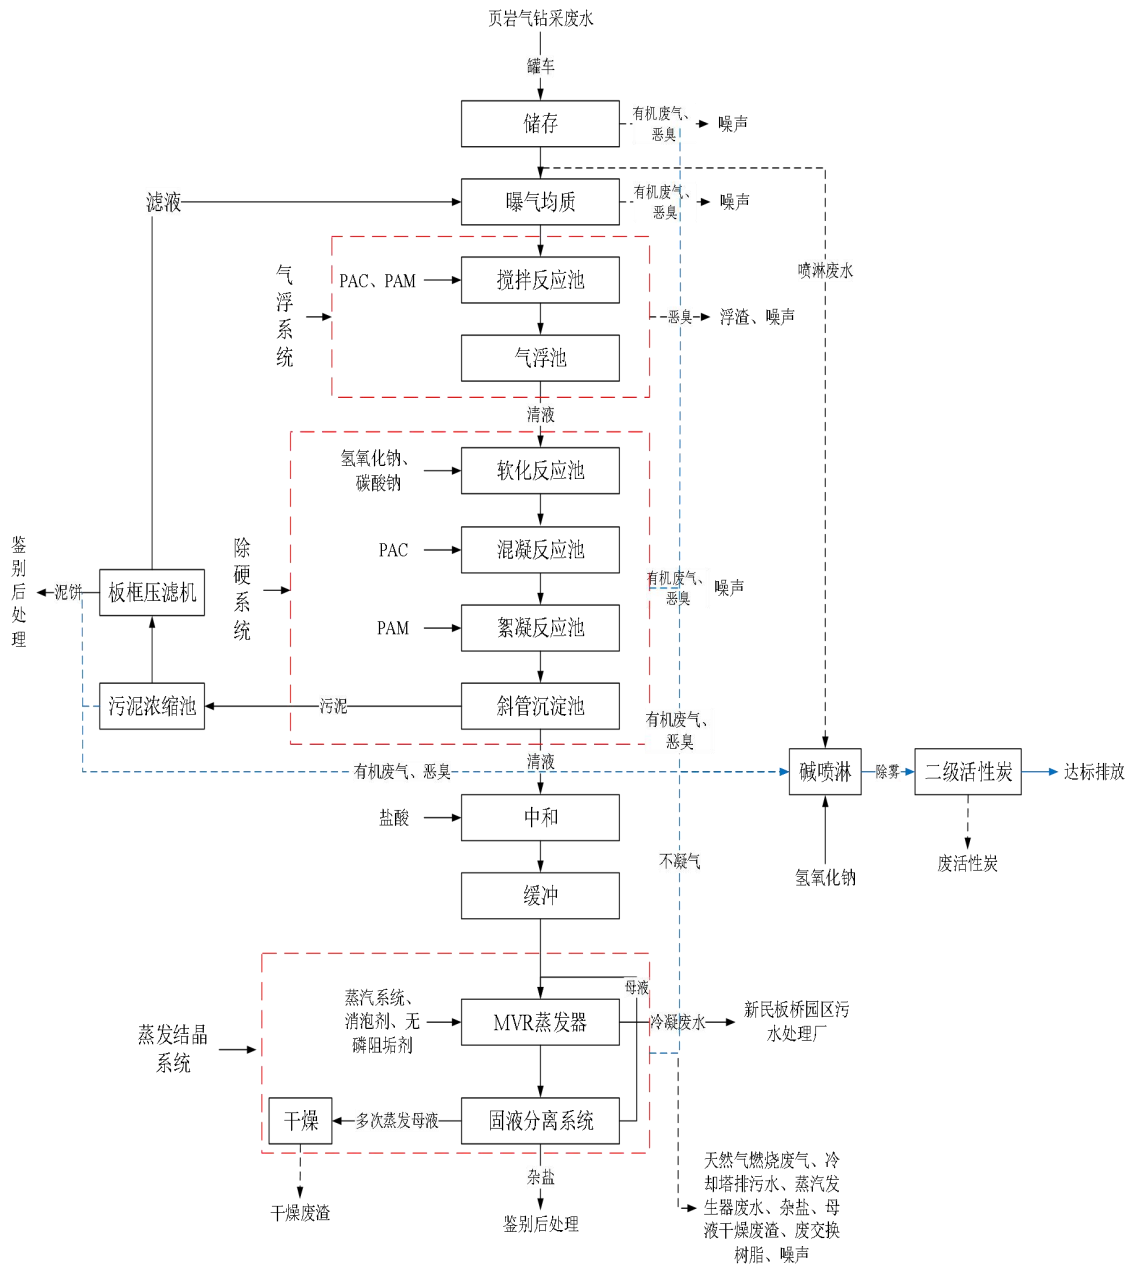 页岩气钻采废水
罐车
储存
有机废气、
恶臭
噪声
曝气均质
有机废气、
恶臭
噪声
滤液
喷淋废水
气
浮
系
统
PAC、PAM
搅拌反应池
恶臭
浮渣、噪声
气浮池
清液
氢氧化钠、
碳酸钠
软化反应池
除
硬
系
统
PAC
混凝反应池
有机废气、
恶臭
噪声
鉴
别
后
处
理
泥饼
板框压滤机
PAM
絮凝反应池
污泥浓缩池
污泥
斜管沉淀池
有机废气、
恶臭
清液
有机废气、恶臭
碱喷淋
除雾
二级活性炭
达标排放
盐酸
中和
不凝气
氢氧化钠
废活性炭
缓冲
母液
蒸汽系统、
消泡剂、无
磷阻垢剂
MVR蒸发器
冷凝废水
新民板桥园区污
水处理厂
蒸发结晶
系统
干燥
多次蒸发母液
固液分离系统
杂盐
干燥废渣
鉴别后处理
天然气燃烧废气、冷
却塔排污水、蒸汽发
生器废水、杂盐、母
液干燥废渣、废交换
树脂、噪声